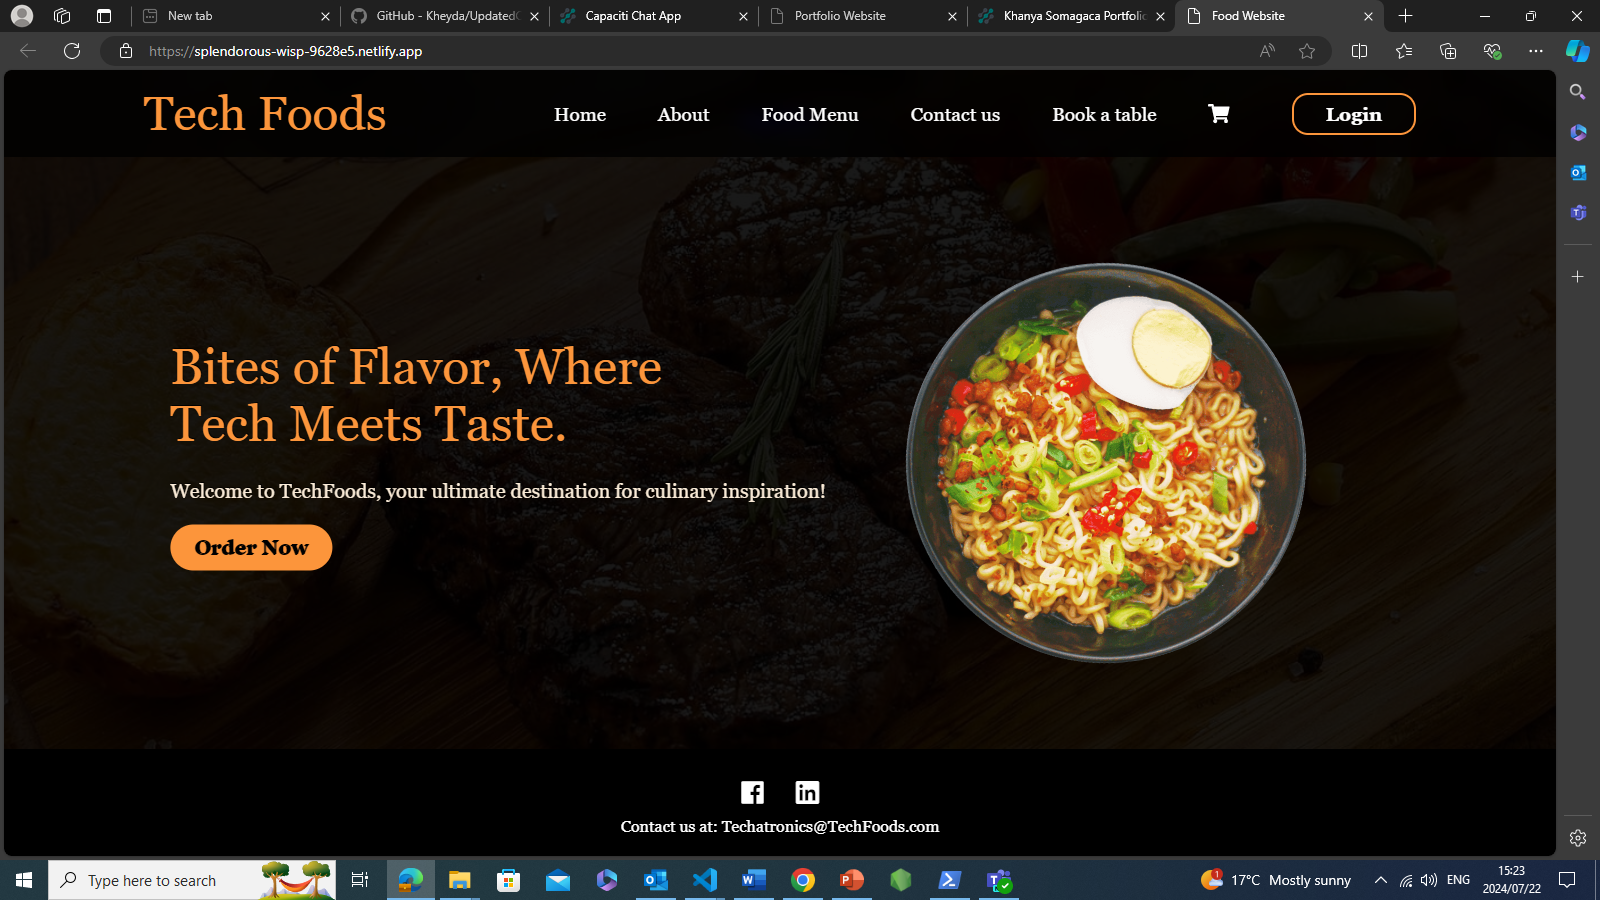 New tab
GitHub - Kheyda/Updated
Capaciti Chat App
Portfolio Website
Khanya Somagaca Portfolio
Food Website
https://splendorous-wisp-9628e5.netlify.app
Tech Foods
Home
About
Food Menu
Contact us
Book a table
Login
Bites of Flavor, Where
Tech Meets Taste.
Welcome to TechFoods, your ultimate destination for culinary inspiration!
Order Now
Contact us at: Techatronics@TechFoods.com
Type here to search
1
17°C Mostly sunny
ENG
15:23
2024/07/22